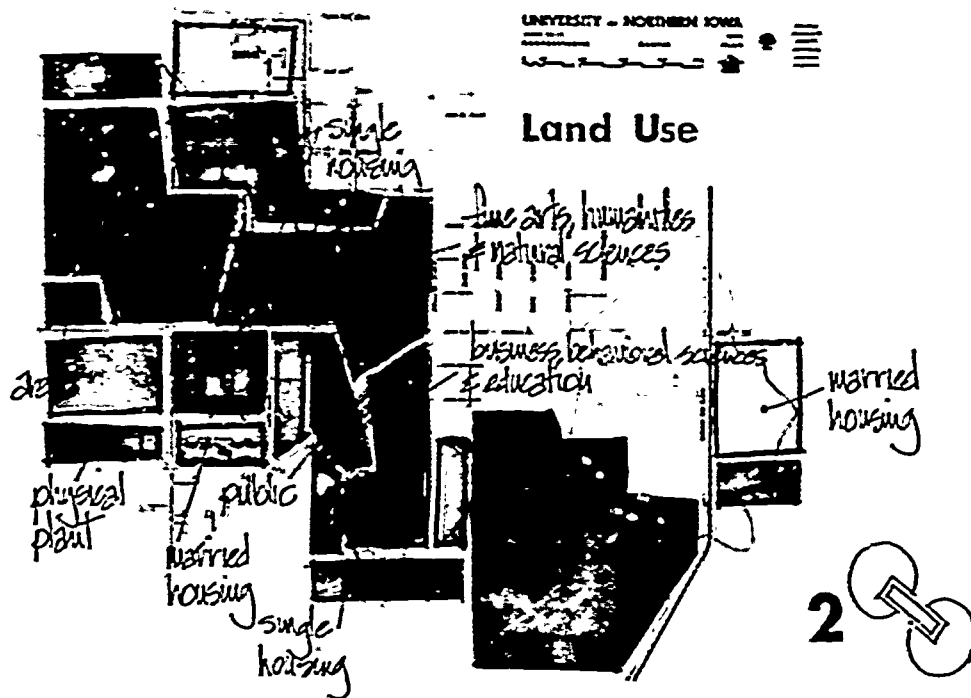 UNIVERSITY of NORTHERN IOWA
Land Use
single
housing
fine arts, humanities
& natural sciences
business, behavioral sciences
& education
married
housing
physical
plant
public
married
housing
single
housing
2